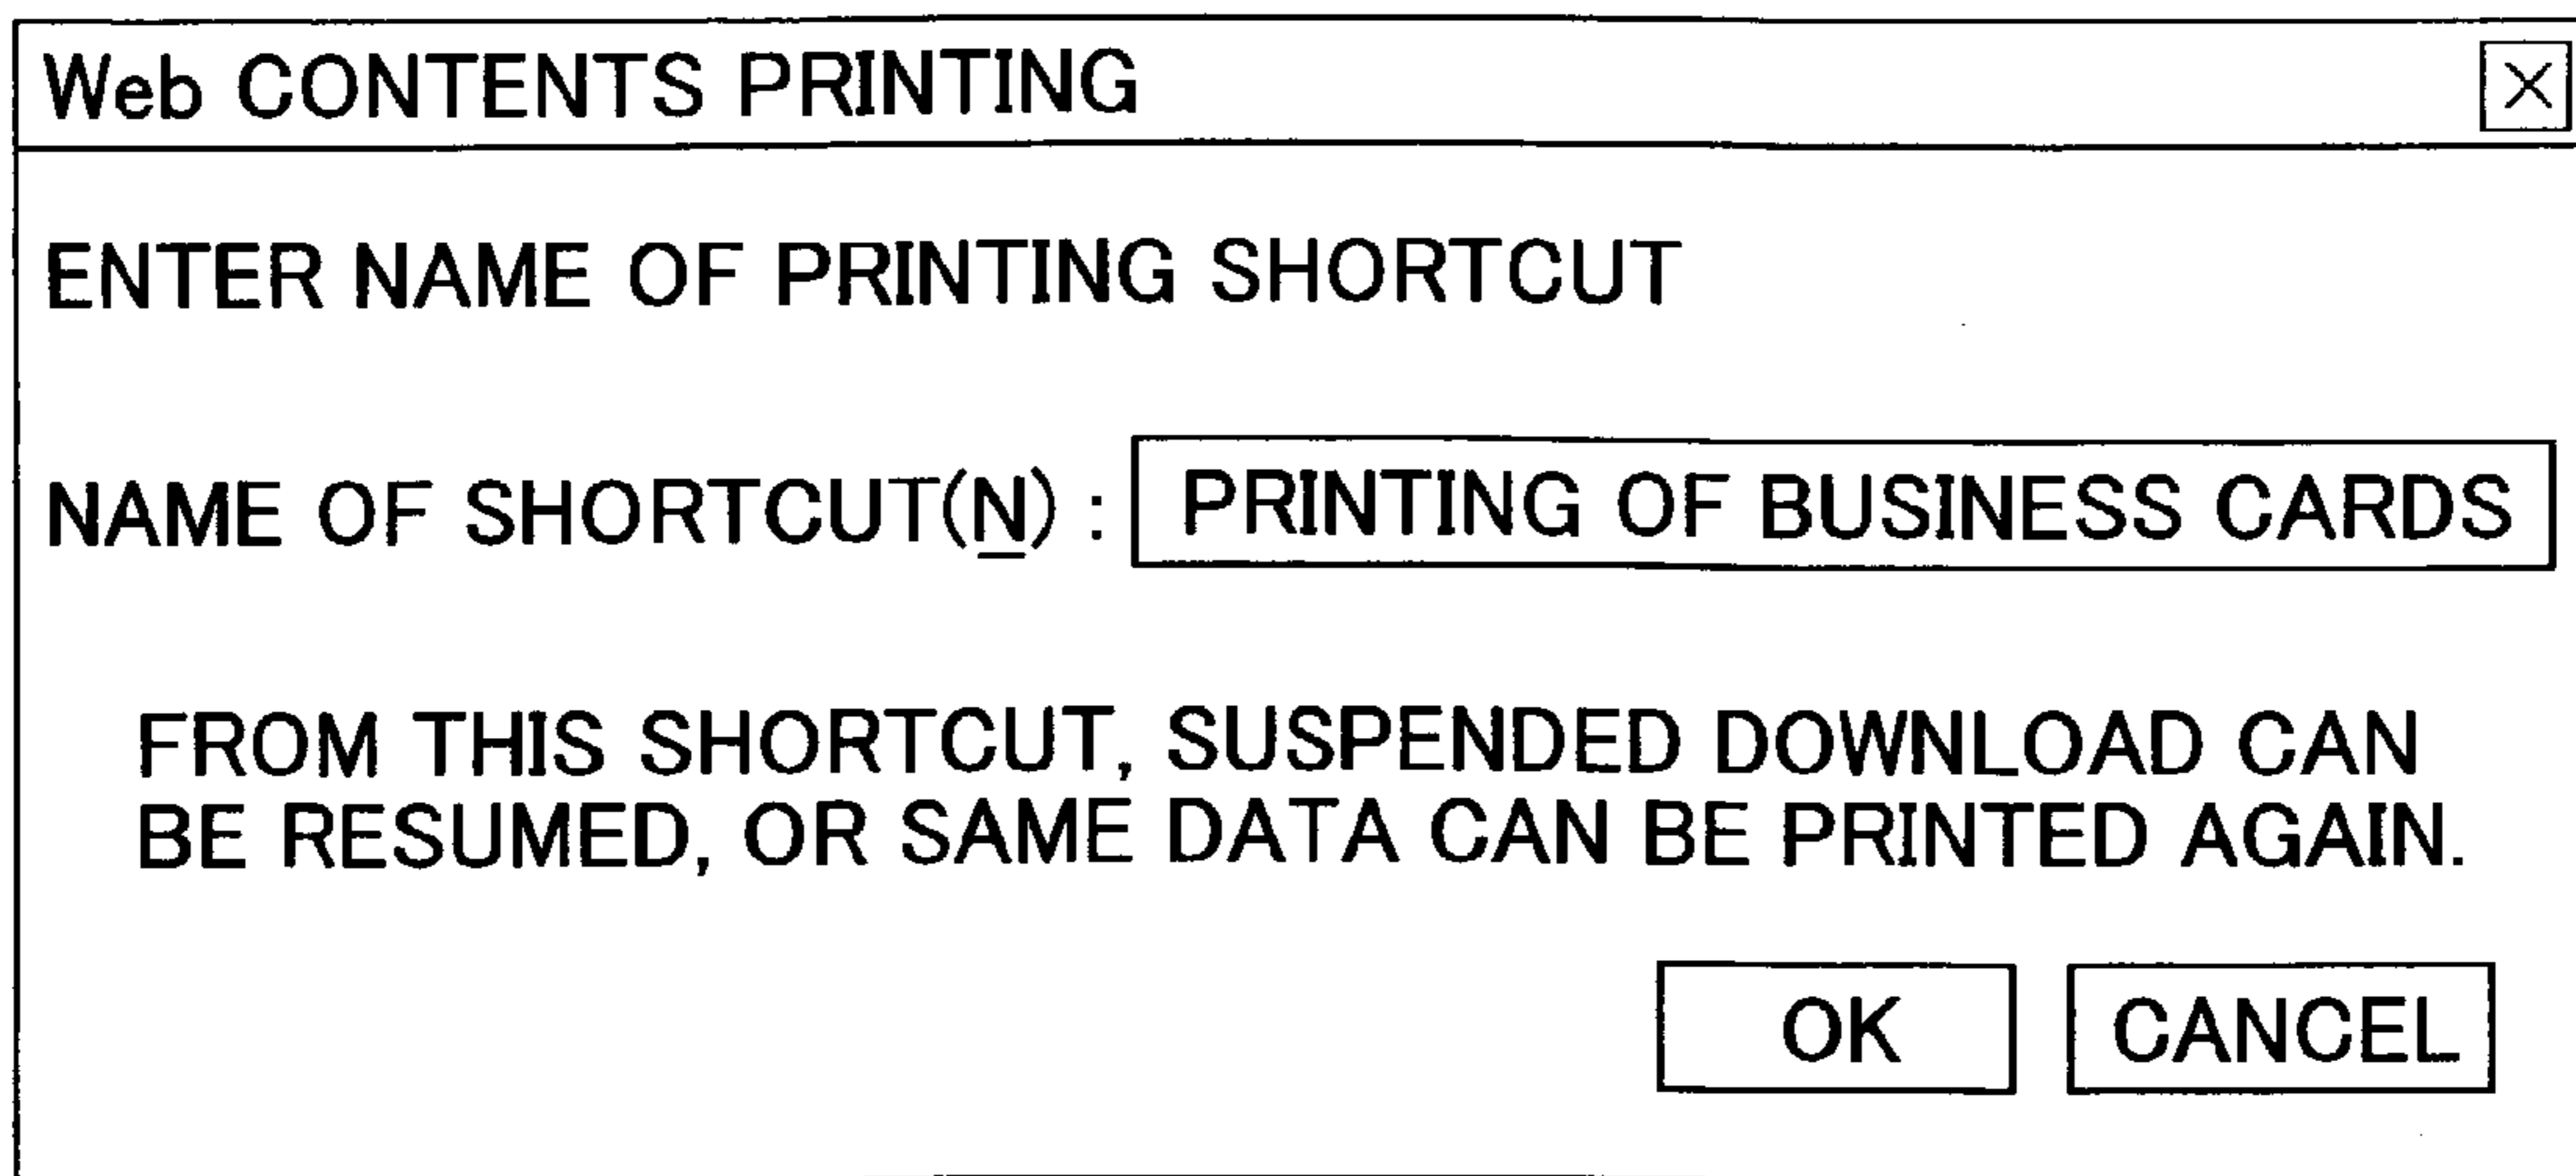 Web CONTENTS PRINTING
ENTER NAME OF PRINTING SHORTCUT
NAME OF SHORTCUT(N) : PRINTING OF BUSINESS CARDS
FROM THIS SHORTCUT, SUSPENDED DOWNLOAD CAN
BE RESUMED, OR SAME DATA CAN BE PRINTED AGAIN.
OK CANCEL